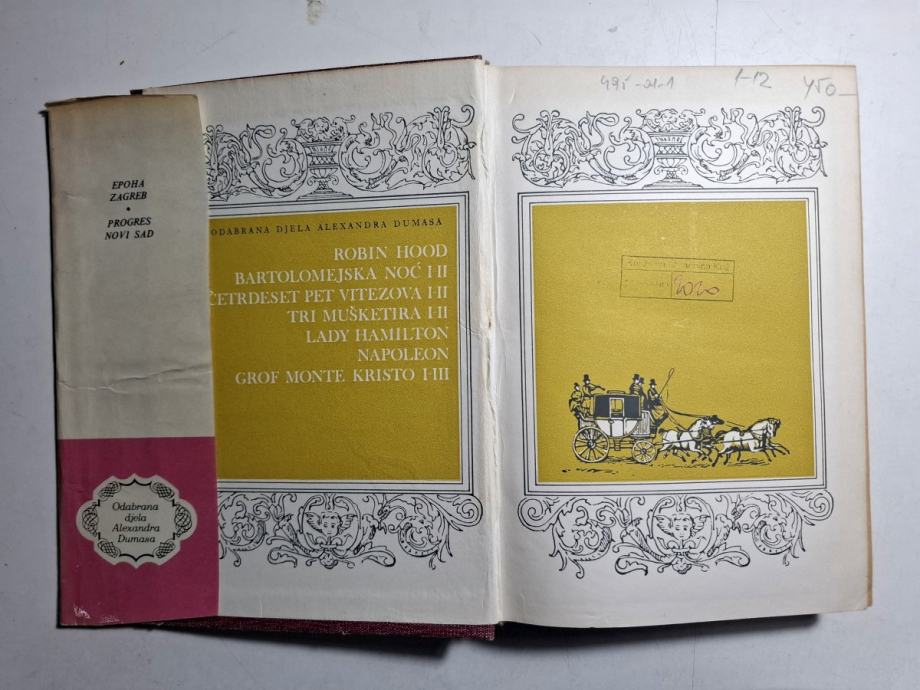 EPOHA
ZAGREB
*
PROGRES
NOVI SAD
Odabrana
djela
Alexandra
Dumasa
ODABRANA DJELA ALEXANDRA DUMASA
ROBIN HOOD
BARTOLOMEJSKA NOĆ I-II
ČETRDESET PET VITEZOVA I-II
TRI MUŠKETIRA I-II
LADY HAMILTON
NAPOLEON
GROF MONTE KRISTO I-III
1-12